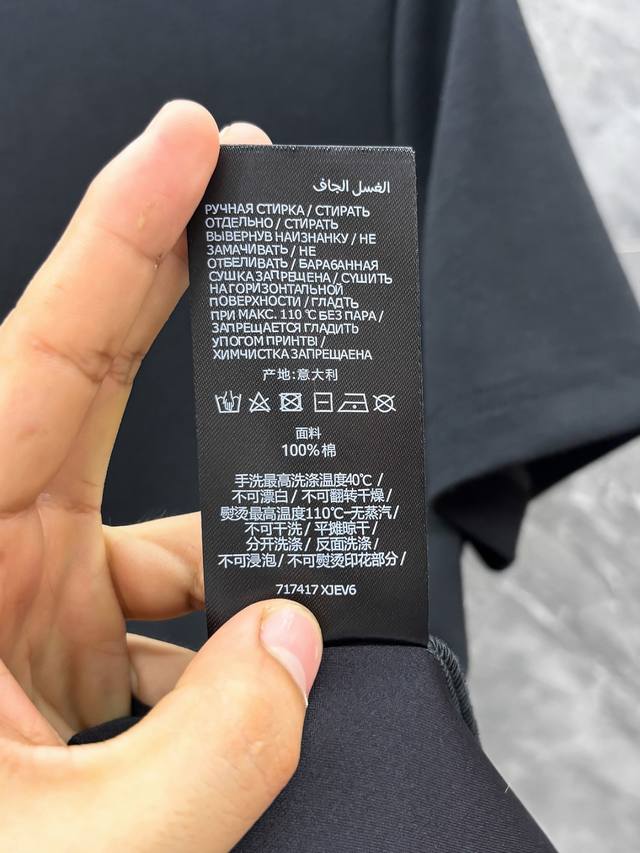 الغسل الجاف
РУЧНАЯ СТИРКА / СТИРАТЬ
ОТДЕЛЬНО / СТИРАТЬ
ВЫВЕРНУВ НАИЗНАНКУ / НЕ
ЗАМАЧИВАТЬ / НЕ
ОТБЕЛИВАТЬ / БАРАБАННАЯ
СУШКА ЗАПРЕЩЕНА / СУШИТЬ
НА ГОРИЗОНТАЛЬНОЙ
ПОВЕРХНОСТИ / ГЛАДТЬ
ПРИ МАКС. 110 ℃ БЕЗ ПАРА /
ЗАПРЕЩАЕТСЯ ГЛАДИТЬ
УПОГОМ ПРИНТВІ /
ХИМЧИСТКА ЗАПРЕЩАЕНА
产地:意大利
面料
100% 棉
手洗最高洗涤温度40℃ /
不可漂白 / 不可翻转干燥 /
熨烫最高温度110℃-无蒸汽 /
不可干洗 / 平摊晾干 /
分开洗涤 / 反面洗涤 /
不可浸泡 / 不可熨烫印花部分 /
717417 XJEV6